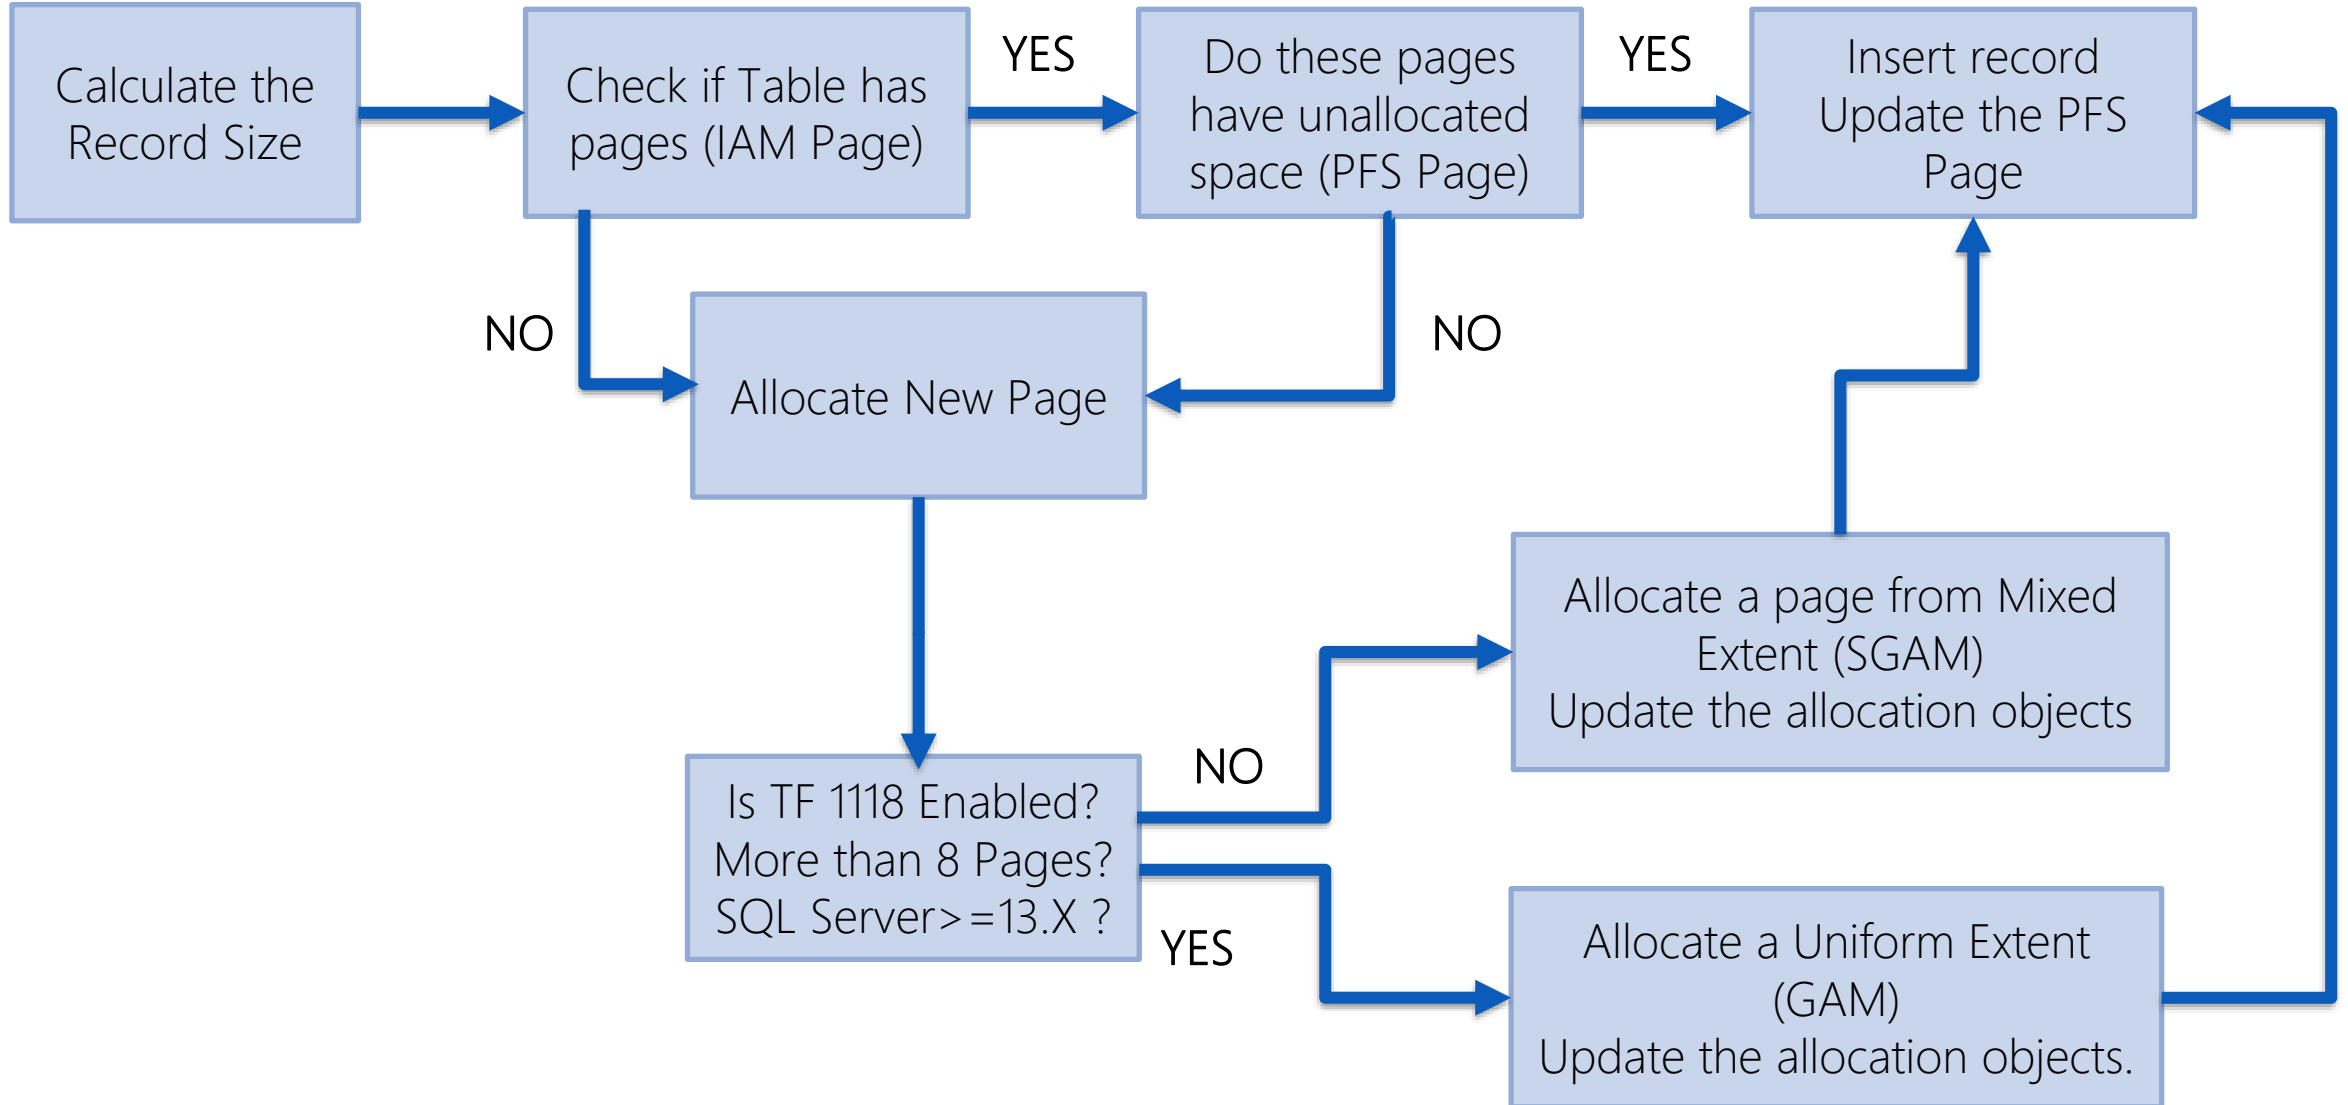 Calculate the
Record Size
Check if Table has
pages (IAM Page)
YES
Do these pages
have unallocated
space (PFS Page)
YES
Insert record
Update the PFS
Page
NO
Allocate New Page
NO
Is TF 1118 Enabled?
More than 8 Pages?
SQL Server>=13.X ?
NO
Allocate a page from Mixed
Extent (SGAM)
Update the allocation objects
YES
Allocate a Uniform Extent
(GAM)
Update the allocation objects.